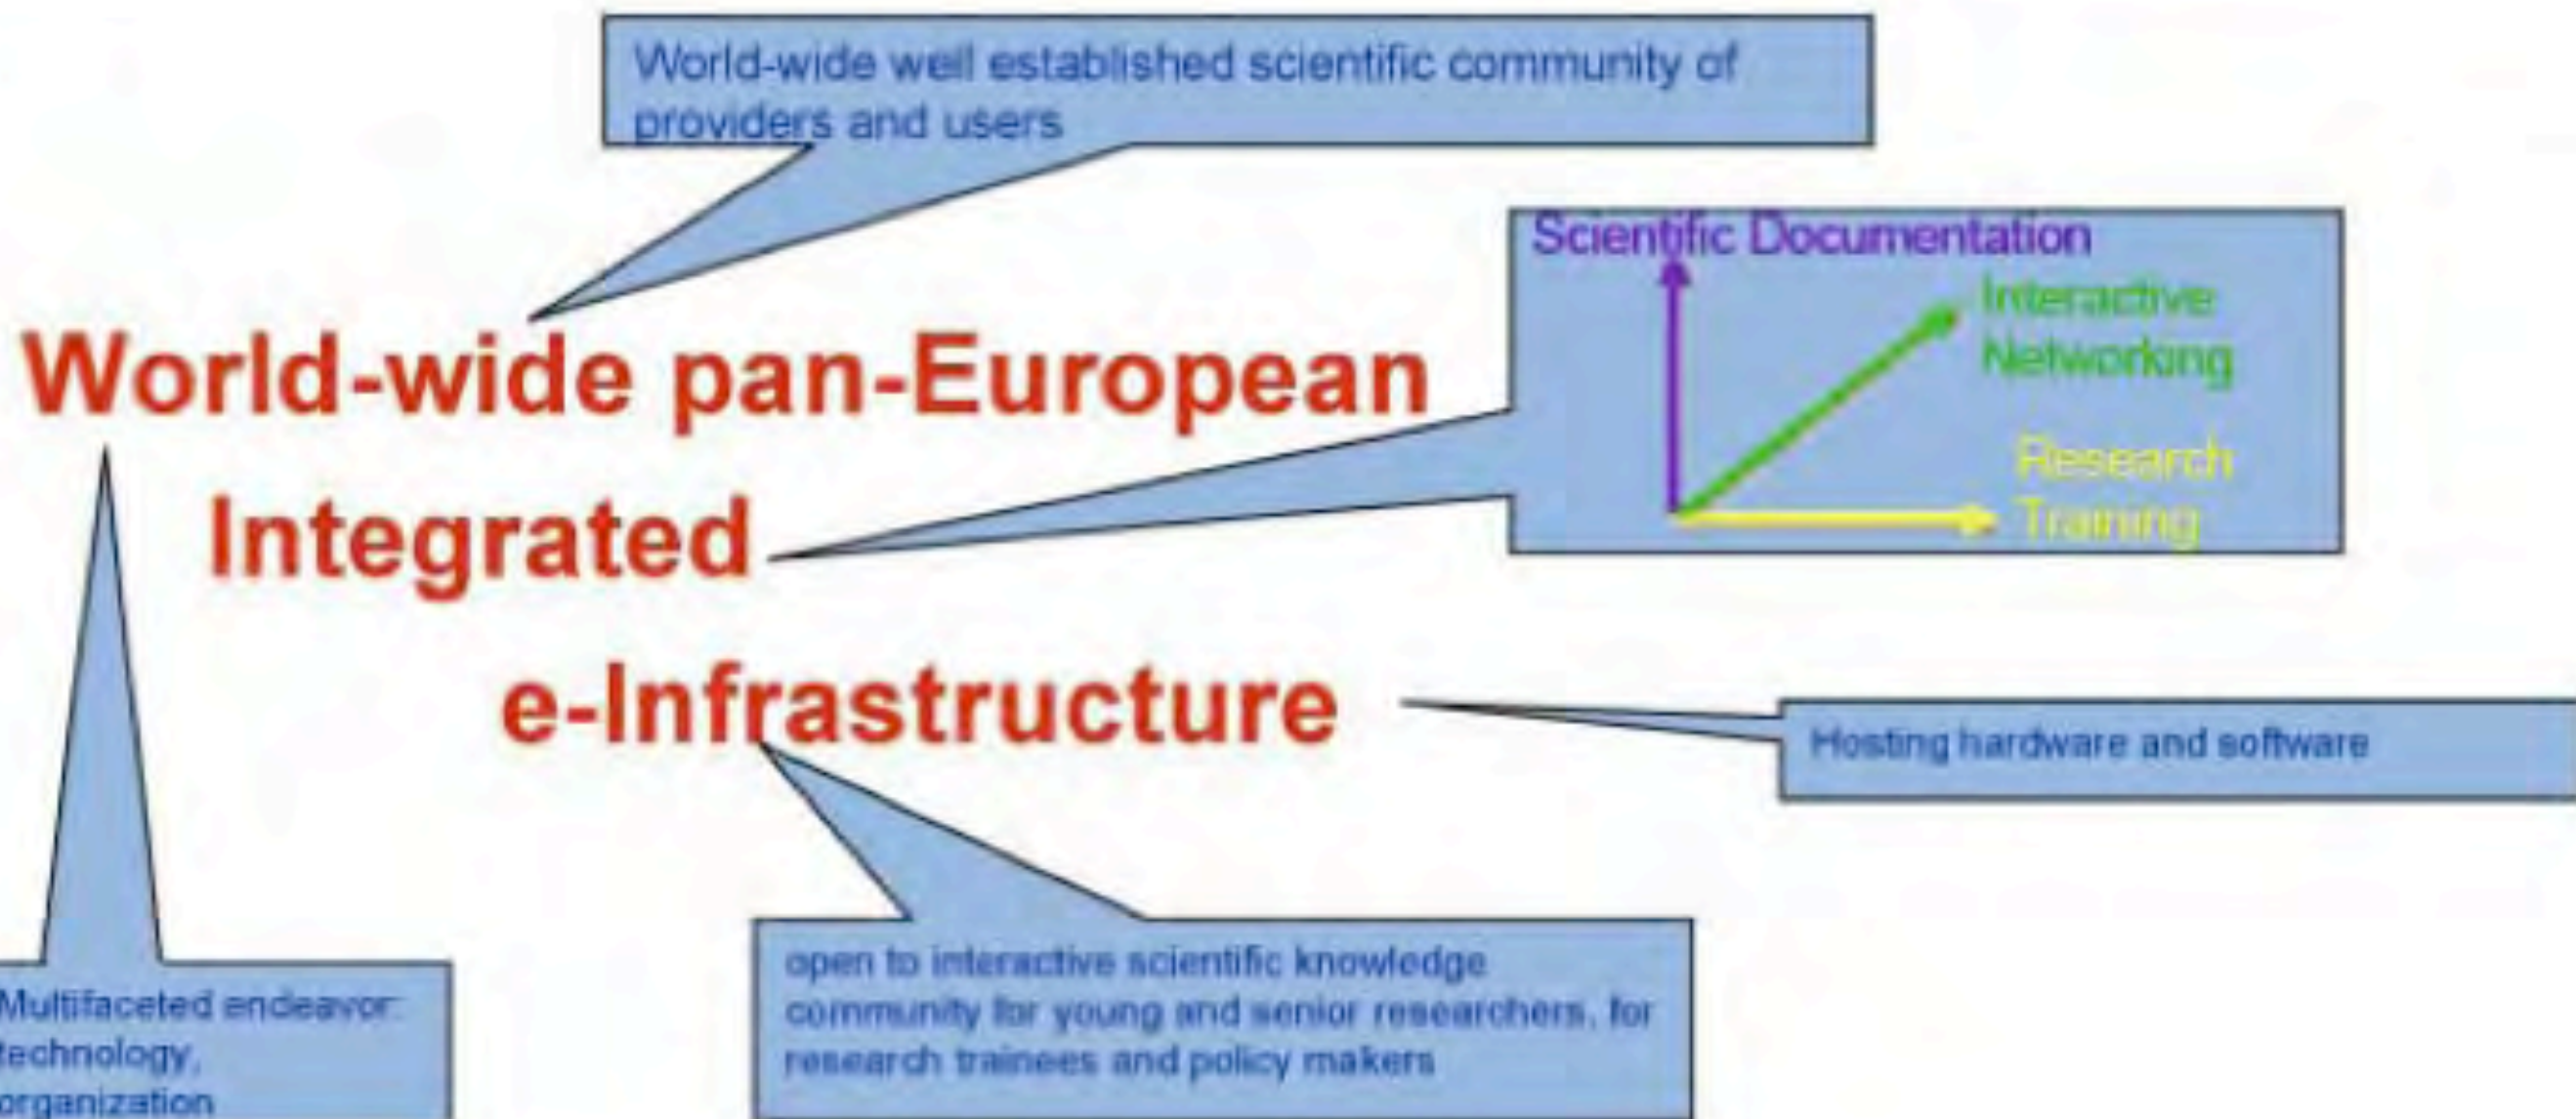 World-wide well established scientific community of
providers and users
Scientific Documentation
Interactive
Networking
Research
Training
World-wide pan-European
Integrated
e-Infrastructure
Hosting hardware and software
open to interactive scientific knowledge
community for young and senior researchers, for
research trainees and policy makers
Multifaceted endeavor:
technology,
organization